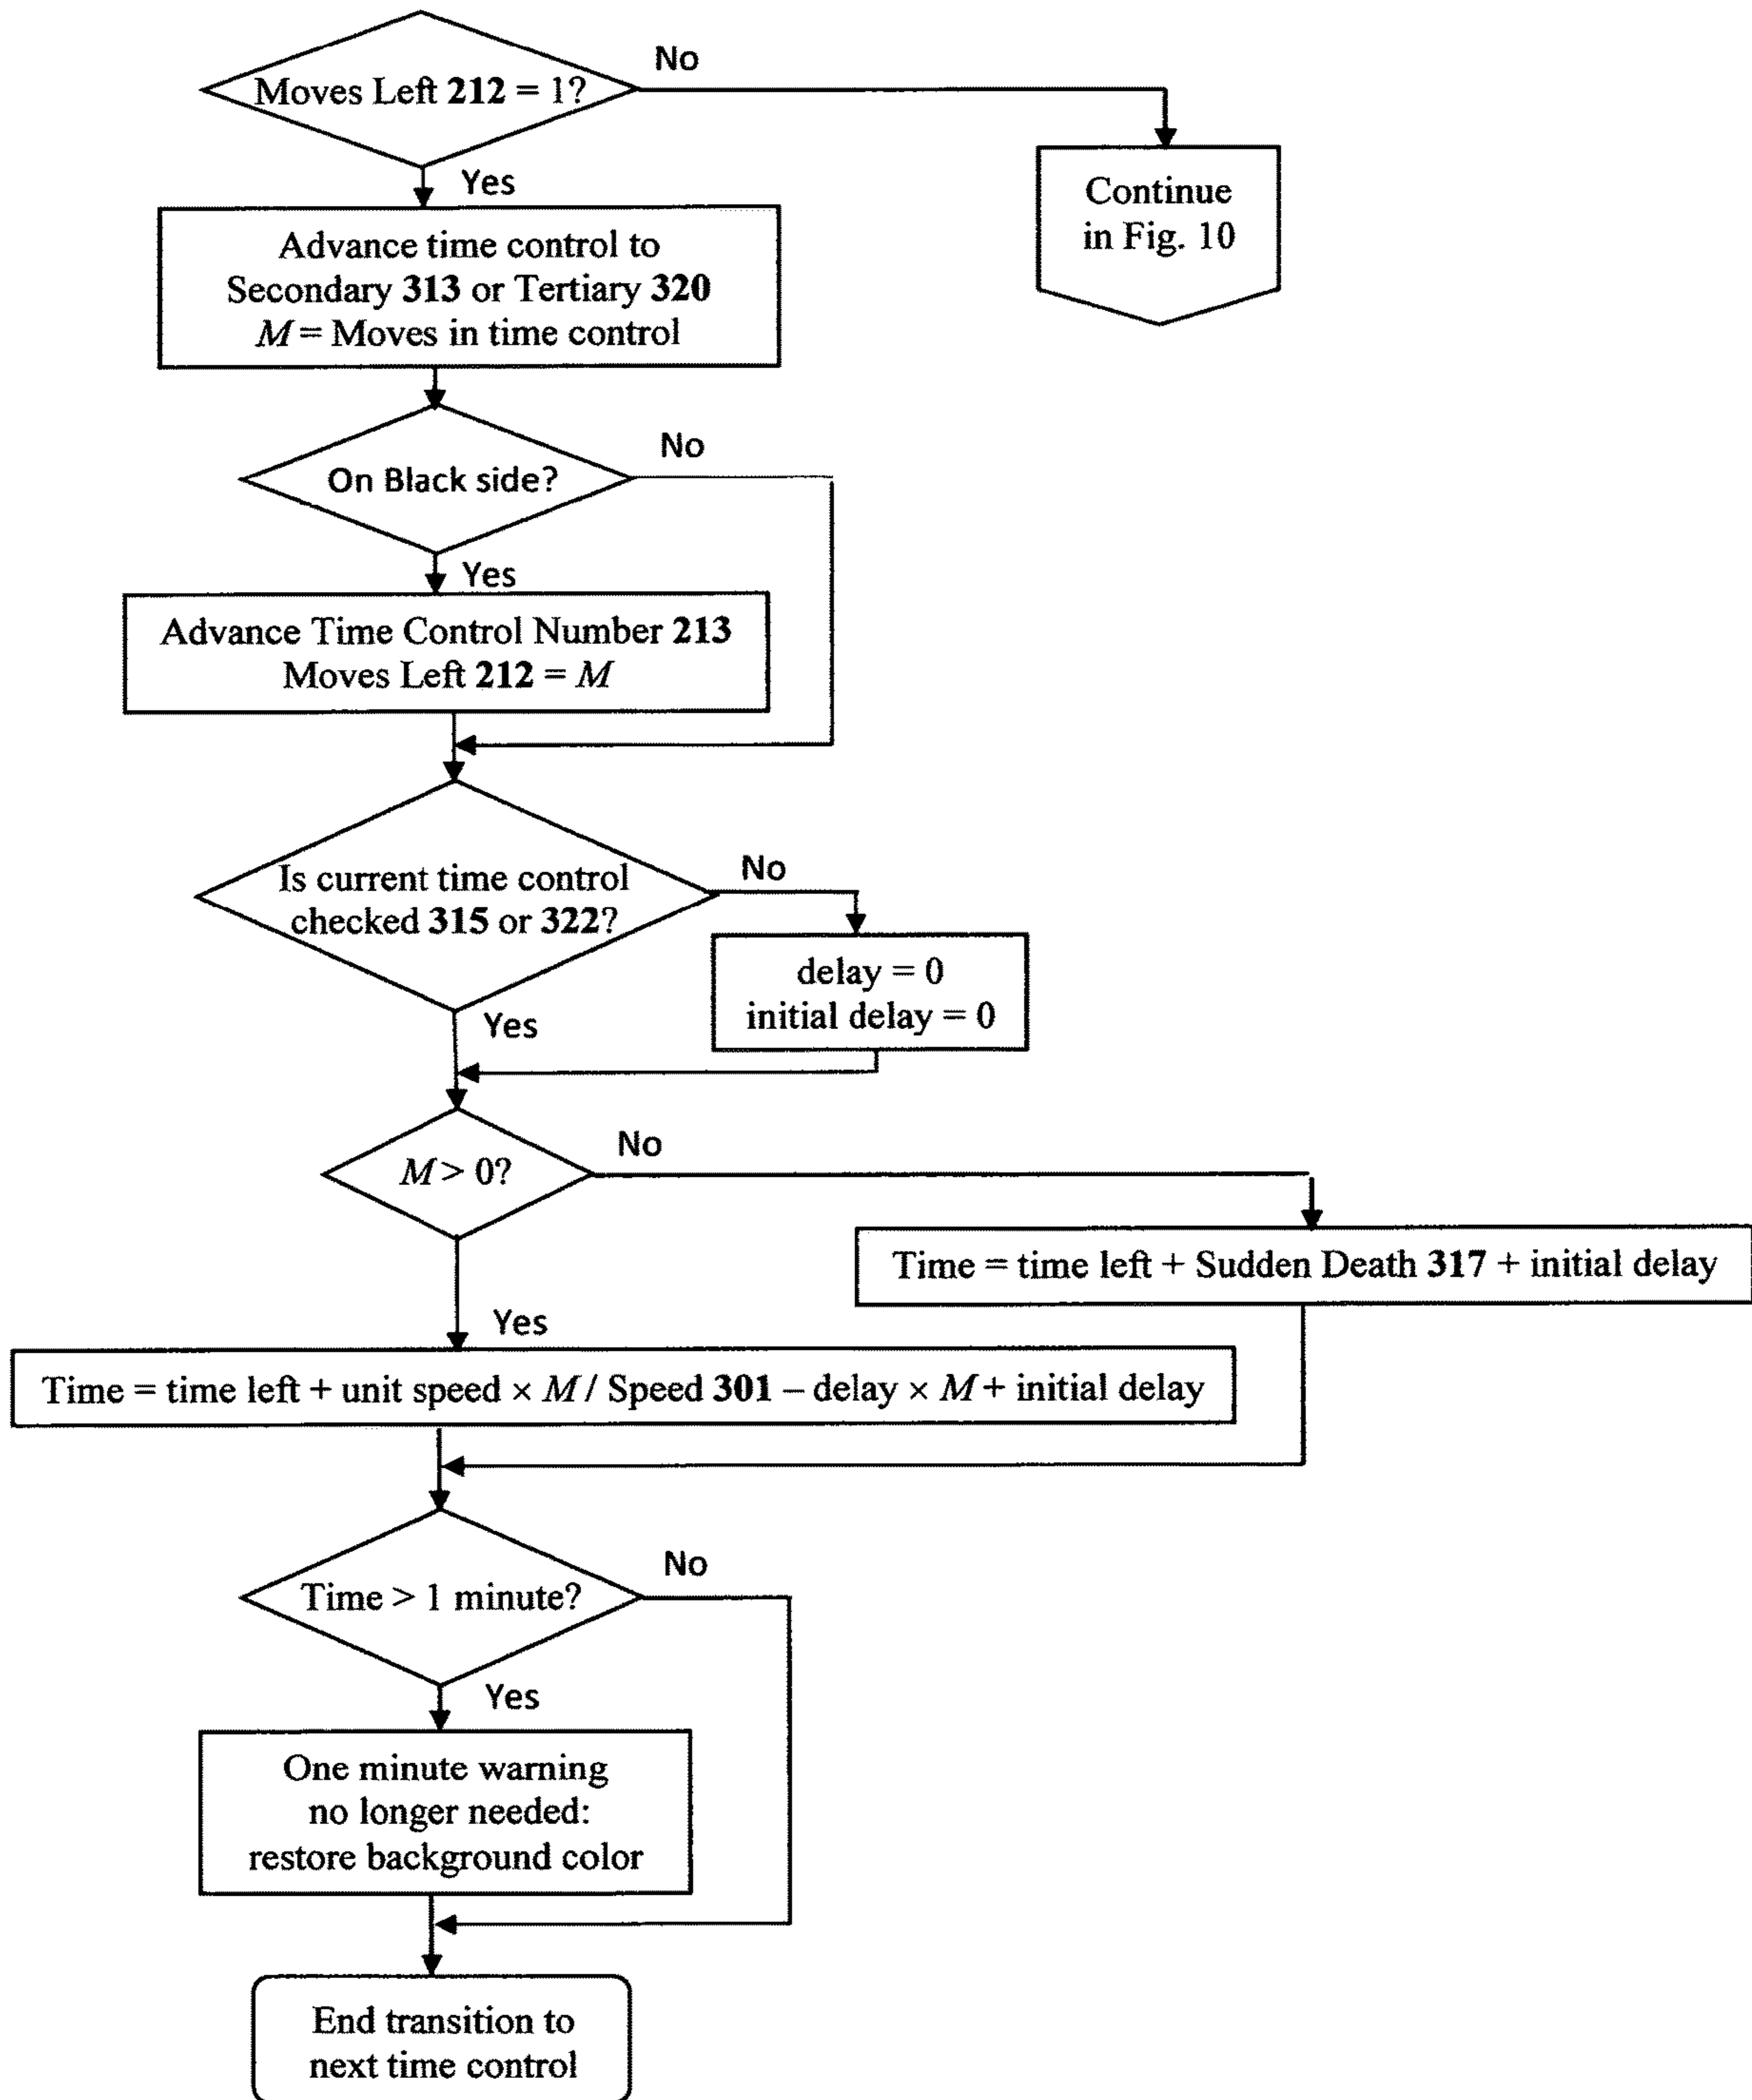 Moves Left 212 = 1?
No
Yes
Continue
in Fig. 10
Advance time control to
Secondary 313 or Tertiary 320
M = Moves in time control
On Black side?
No
Yes
Advance Time Control Number 213
Moves Left 212 = M
Is current time control
checked 315 or 322?
No
delay = 0
initial delay = 0
Yes
M > 0?
No
Time = time left + Sudden Death 317 + initial delay
Yes
Time = time left + unit speed × M / Speed 301 – delay × M + initial delay
Time > 1 minute?
No
Yes
One minute warning
no longer needed:
restore background color
End transition to
next time control